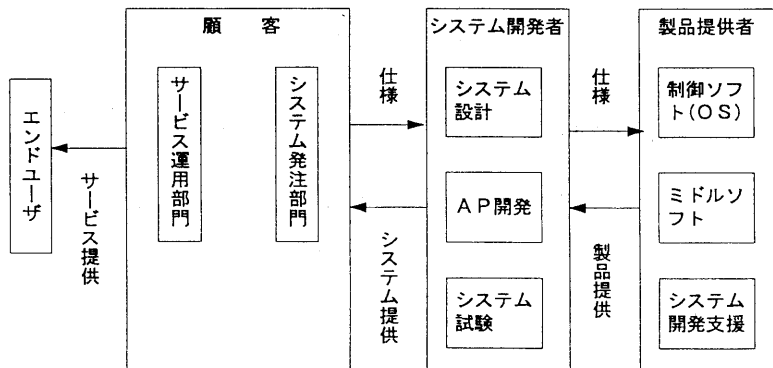 顧 客
システム開発者
製品提供者
エンドユーザ
サービス提供
サービス運用部門
システム発注部門
仕様
システム提供
システム
設計
AP開発
システム
試験
仕様
製品提供
制御ソフ
ト(OS)
ミドルソ
フト
システム
開発支援